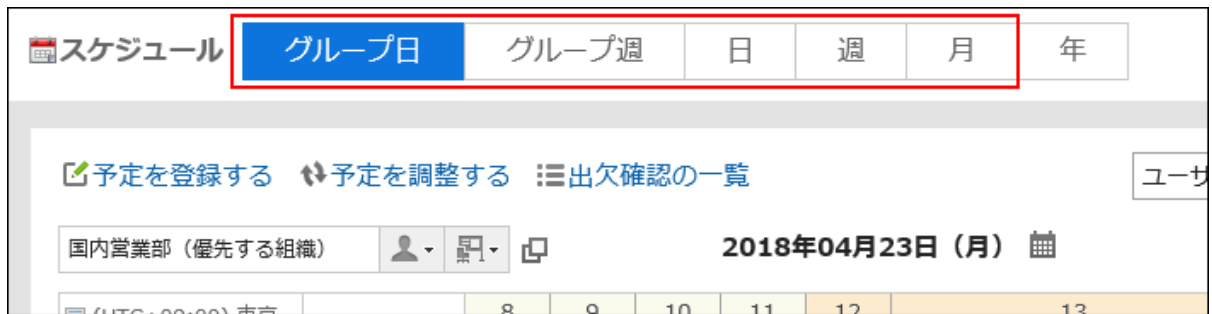 スケジュール グループ日 グループ週 日 週 月 年
予定を登録する 予定を調整する 出欠確認の一覧 ユーザ
国内営業部（優先する組織） 2018年04月23日（月）
8 9 10 11 12 13